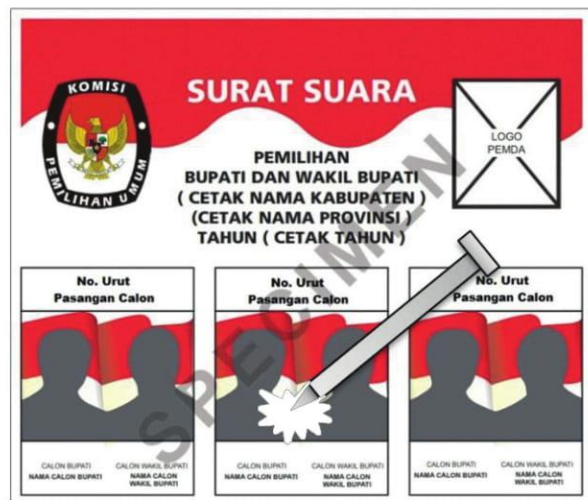 KOMISI
PEMILIHAN UMUM
SURAT SUARA
LOGO
PEMDA
PEMILIHAN
BUPATI DAN WAKIL BUPATI
( CETAK NAMA KABUPATEN )
(CETAK NAMA PROVINSI )
TAHUN ( CETAK TAHUN )
SPECIMEN
No. Urut
Pasangan Calon
CALON BUPATI
NAMA CALON BUPATI
CALON WAKIL BUPATI
NAMA CALON
WAKIL BUPATI
No. Urut
Pasangan Calon
CALON BUPATI
NAMA CALON BUPATI
CALON WAKIL BUPATI
NAMA CALON
WAKIL BUPATI
No. Urut
Pasangan Calon
CALON BUPATI
NAMA CALON BUPATI
CALON WAKIL BUPATI
NAMA CALON
WAKIL BUPATI